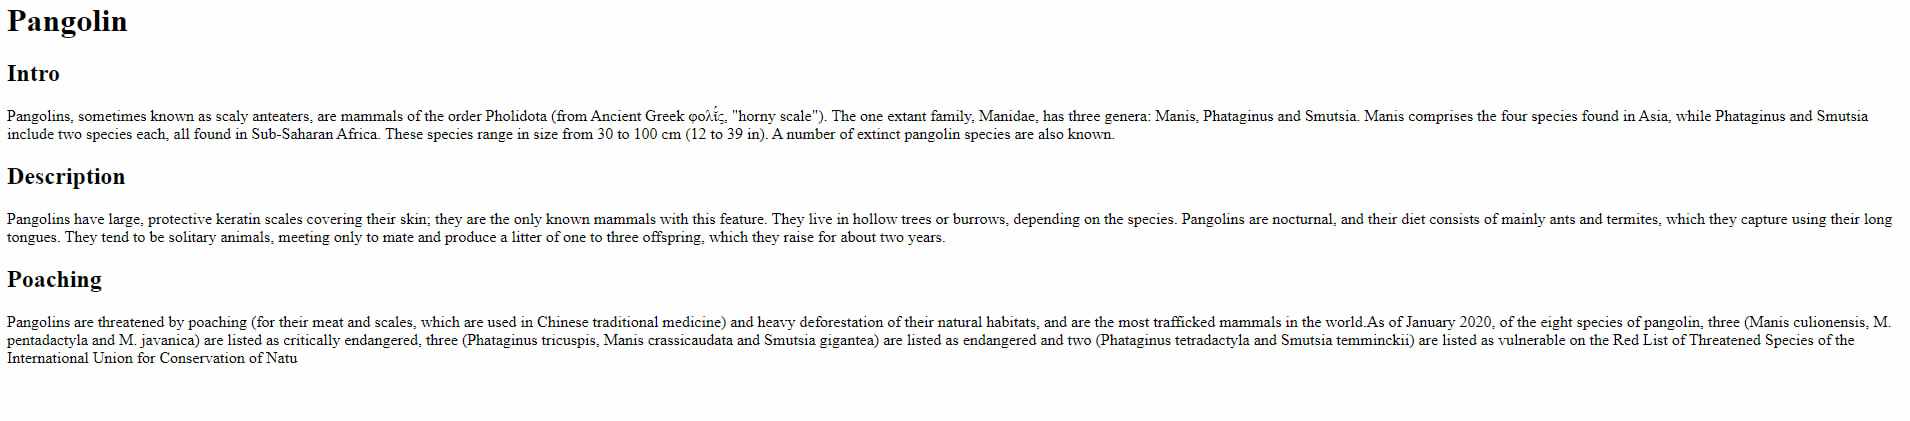 Pangolin
Intro
Pangolins, sometimes known as scaly anteaters, are mammals of the order Pholidota (from Ancient Greek φολῐ́ς, "horny scale"). The one extant family, Manidae, has three genera: Manis, Phataginus and Smutsia. Manis comprises the four species found in Asia, while Phataginus and Smutsia
include two species each, all found in Sub-Saharan Africa. These species range in size from 30 to 100 cm (12 to 39 in). A number of extinct pangolin species are also known.
Description
Pangolins have large, protective keratin scales covering their skin; they are the only known mammals with this feature. They live in hollow trees or burrows, depending on the species. Pangolins are nocturnal, and their diet consists of mainly ants and termites, which they capture using their long
tongues. They tend to be solitary animals, meeting only to mate and produce a litter of one to three offspring, which they raise for about two years.
Poaching
Pangolins are threatened by poaching (for their meat and scales, which are used in Chinese traditional medicine) and heavy deforestation of their natural habitats, and are the most trafficked mammals in the world.As of January 2020, of the eight species of pangolin, three (Manis culionensis, M.
pentadactyla and M. javanica) are listed as critically endangered, three (Phataginus tricuspis, Manis crassicaudata and Smutsia gigantea) are listed as endangered and two (Phataginus tetradactyla and Smutsia temminckii) are listed as vulnerable on the Red List of Threatened Species of the
International Union for Conservation of Natu